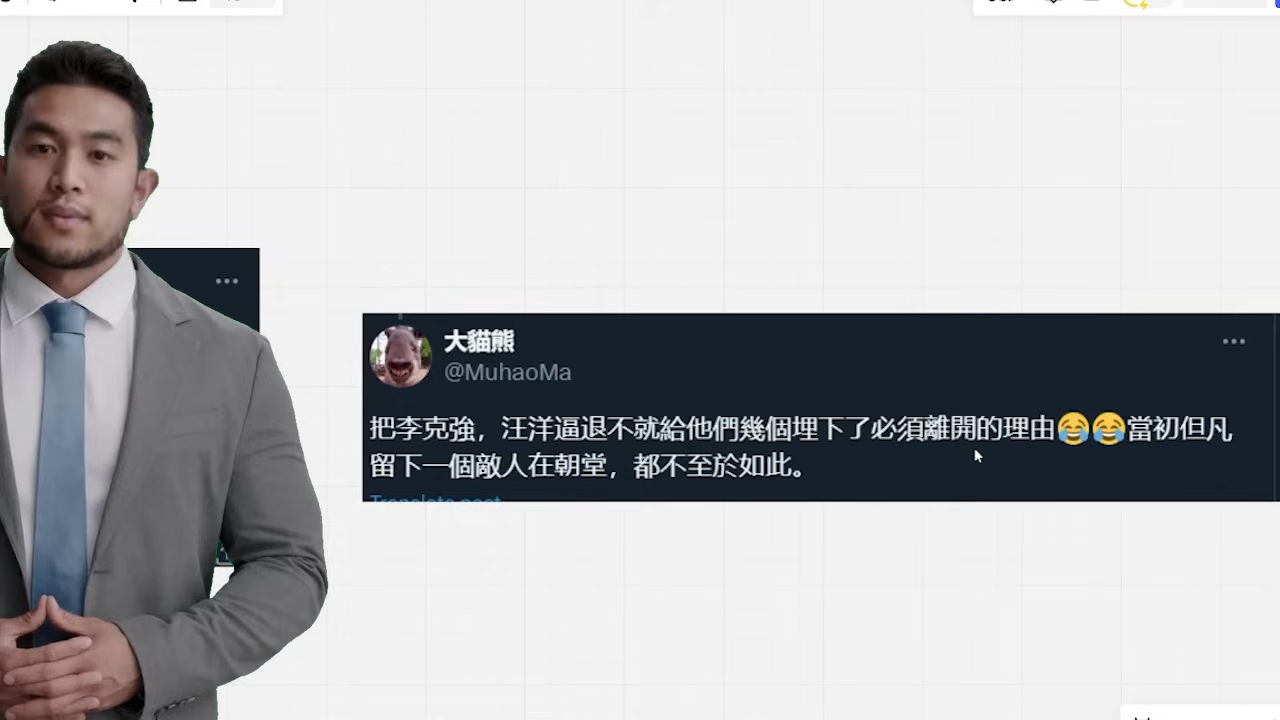 大貓熊
@MuhaoMa
把李克強，汪洋逼退不就給他們幾個埋下了必須離開的理由😂😂當初但凡
留下一個敵人在朝堂，都不至於如此。
Translate post